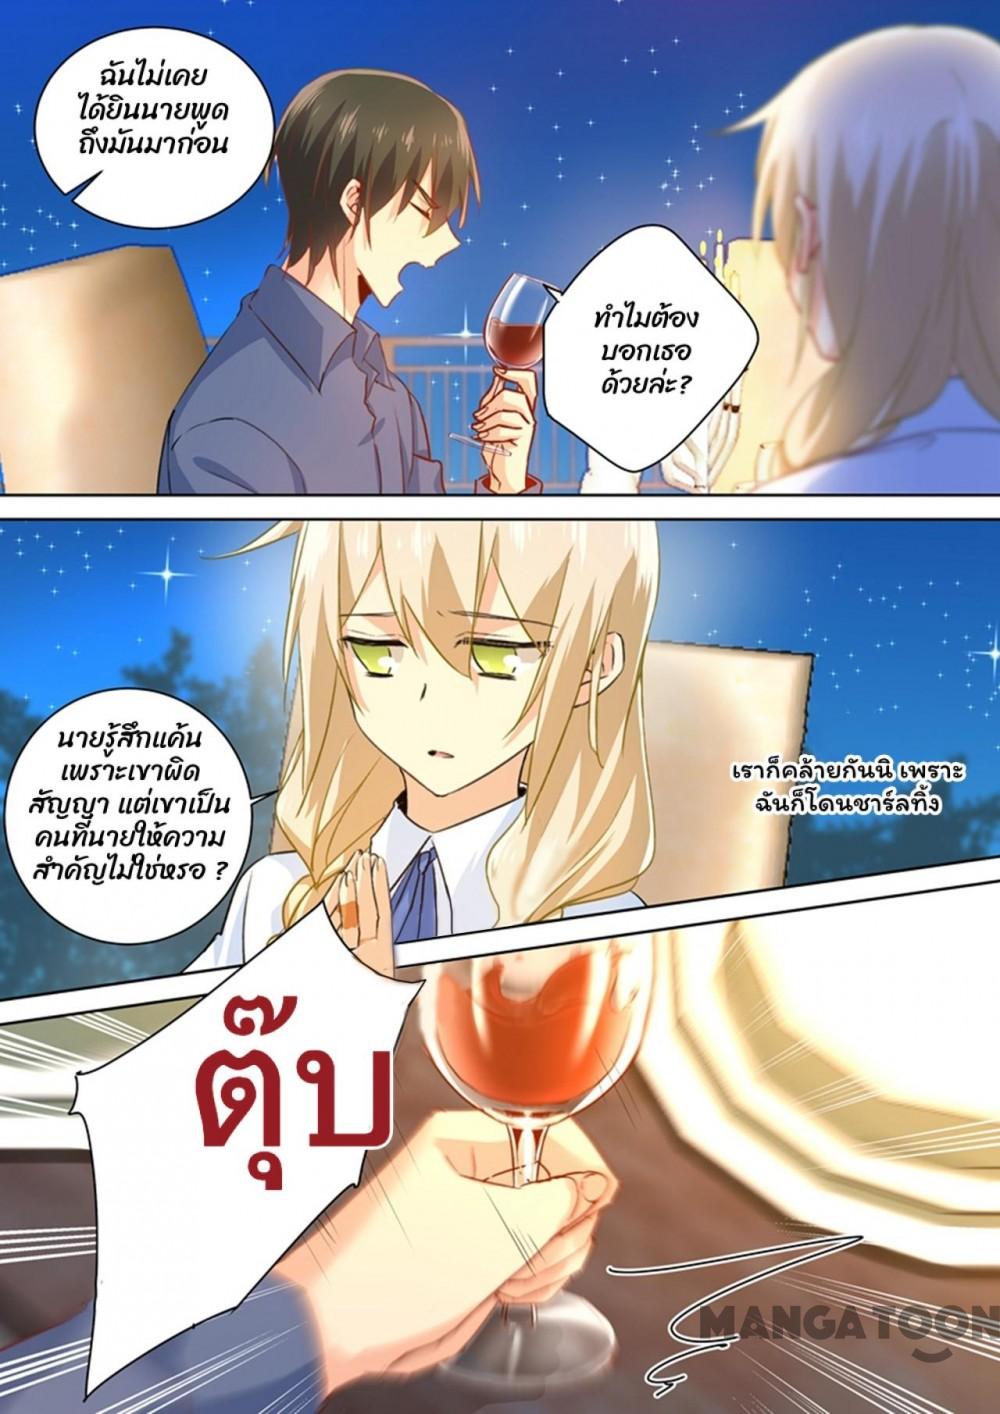 ฉันไม่เคย
ได้ยินนายพูด
ถึงมันมาก่อน
ทำไมต้อง
บอกเธอ
ด้วยล่ะ?
นายรู้สึกแค้น
เพราะเขาผิด
สัญญา แต่เขาเป็น
คนที่นายให้ความ
สำคัญไม่ใช่หรอ ?
เราก็คล้ายกันนิ เพราะ
ฉันก็โดนชาร์ลทิ้ง
ตุ๊บ
MANGATOON